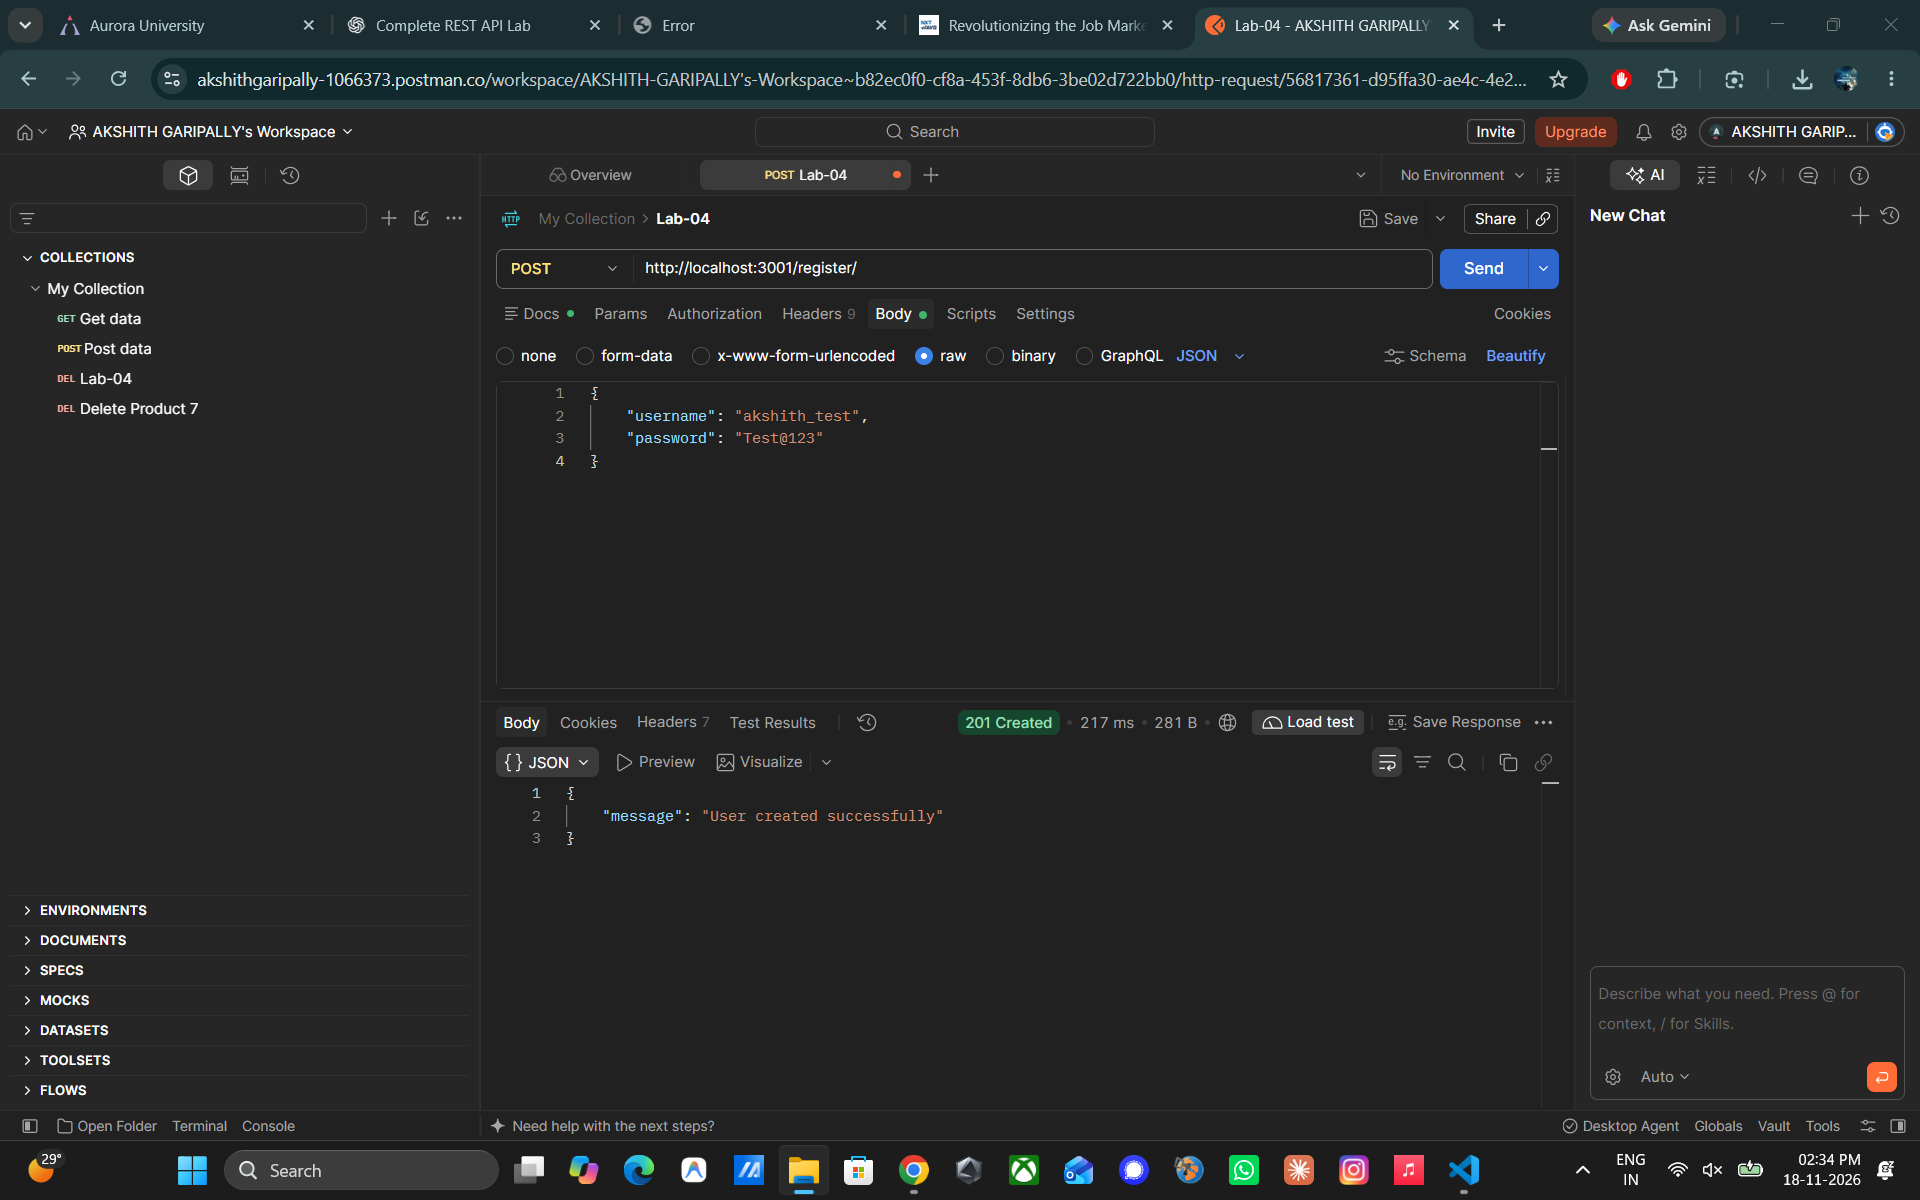 Aurora University
Complete REST API Lab
Error
Revolutionizing the Job Marke
Lab-04 - AKSHITH GARIPALLY'
Ask Gemini
akshithgaripally-1066373.postman.co/workspace/AKSHITH-GARIPALLY's-Workspace~b82ec0f0-cf8a-453f-8db6-3be02d722bb0/http-request/56817361-d95ffa30-ae4c-4e2...
AKSHITH GARIPALLY's Workspace
Search
Invite
Upgrade
AKSHITH GARIP...
Overview
POST Lab-04
No Environment
AI
HTTP
My Collection > Lab-04
Save
Share
New Chat
COLLECTIONS
My Collection
GET Get data
POST Post data
DEL Lab-04
DEL Delete Product 7
POST
http://localhost:3001/register/
Send
Docs
Params
Authorization
Headers 9
Body
Scripts
Settings
Cookies
none
form-data
x-www-form-urlencoded
raw
binary
GraphQL
JSON
Schema
Beautify
1 {
2 "username": "akshith_test",
3 "password": "Test@123"
4 }
Body
Cookies
Headers 7
Test Results
201 Created
217 ms
281 B
Load test
e.g. Save Response
{} JSON
Preview
Visualize
1 {
2 "message": "User created successfully"
3 }
ENVIRONMENTS
DOCUMENTS
SPECS
MOCKS
DATASETS
TOOLSETS
FLOWS
Describe what you need. Press @ for
context, / for Skills.
Auto
Open Folder
Terminal
Console
Need help with the next steps?
Desktop Agent
Globals
Vault
Tools
29°
Search
ENG
IN
02:34 PM
18-11-2026